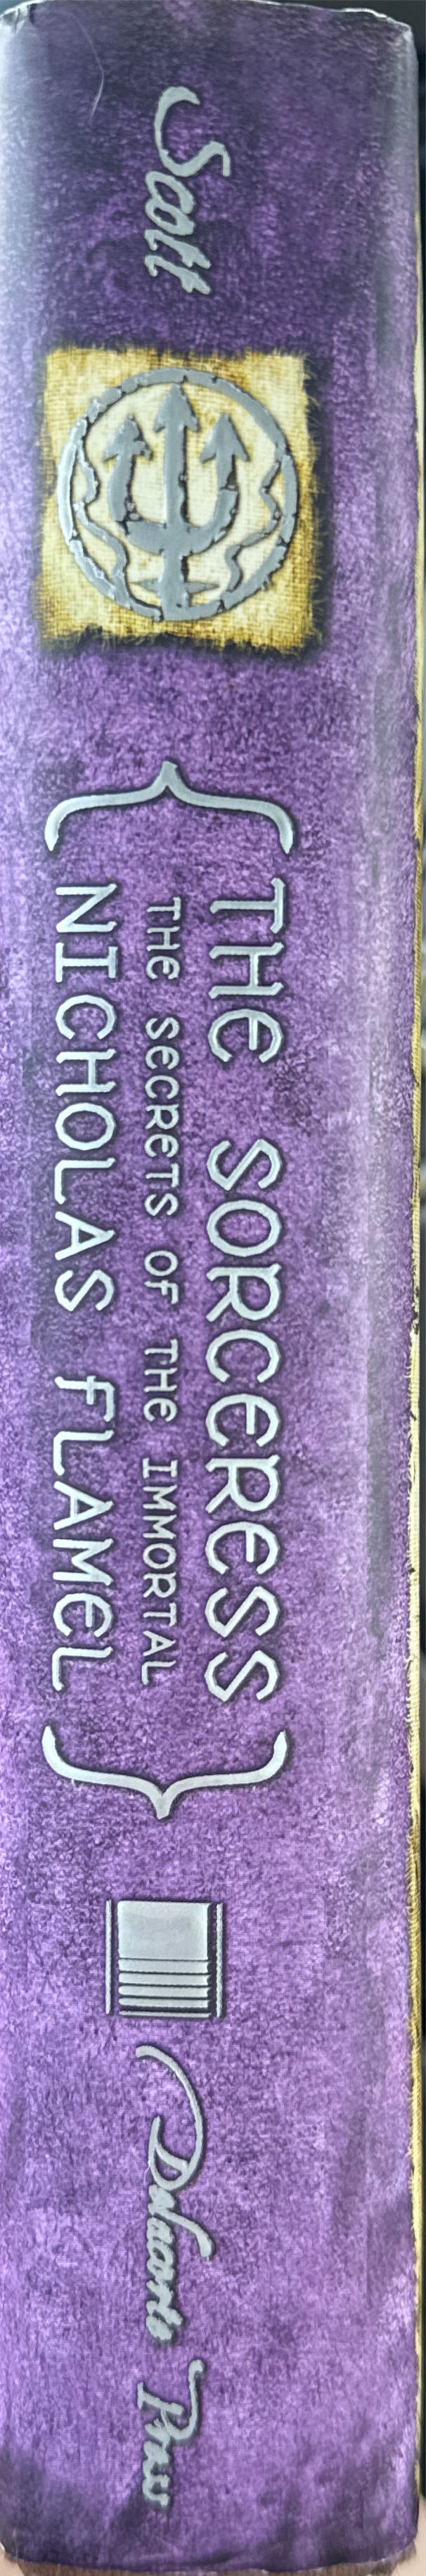 Scott
THE SORCERESS
THE SECRETS OF THE IMMORTAL
NICHOLAS FLAMEL
Delacorte Press